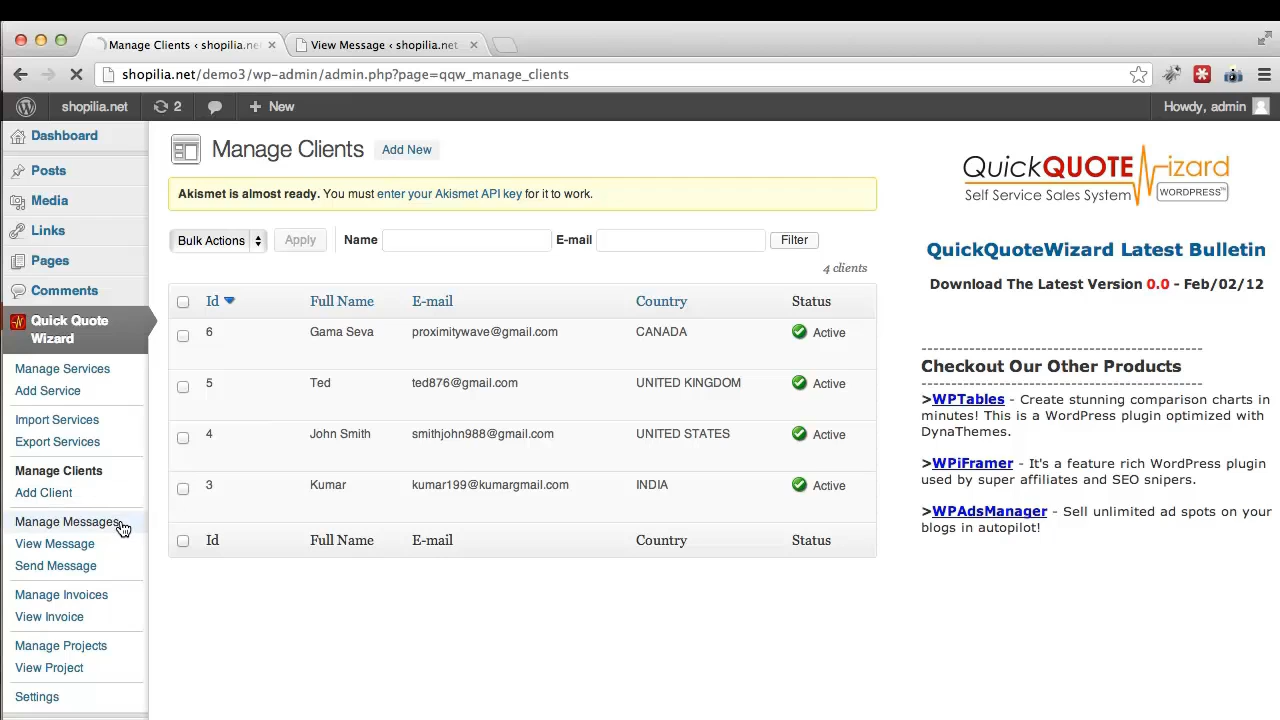 Manage Clients ‹ shopilia.net
View Message ‹ shopilia.net
shopilia.net/demo3/wp-admin/admin.php?page=qqw_manage_clients
shopilia.net
2
New
Howdy, admin
Dashboard
Posts
Media
Links
Pages
Comments
Quick Quote
Wizard
Manage Services
Add Service
Import Services
Export Services
Manage Clients
Add Client
Manage Messages
View Message
Send Message
Manage Invoices
View Invoice
Manage Projects
View Project
Settings
Manage Clients Add New
Akismet is almost ready. You must enter your Akismet API key for it to work.
Bulk Actions Apply Name E-mail Filter
4 clients
Id Full Name E-mail Country Status
6 Gama Seva proximitywave@gmail.com CANADA Active
5 Ted ted876@gmail.com UNITED KINGDOM Active
4 John Smith smithjohn988@gmail.com UNITED STATES Active
3 Kumar kumar199@kumargmail.com INDIA Active
Id Full Name E-mail Country Status
QuickQUOTEWizard
Self Service Sales System WORDPRESS™
QuickQuoteWizard Latest Bulletin
Download The Latest Version 0.0 - Feb/02/12
----------------------------------------------
Checkout Our Other Products
----------------------------------------------
>WPTables - Create stunning comparison charts in
minutes! This is a WordPress plugin optimized with
DynaThemes.
>WPiFramer - It's a feature rich WordPress plugin
used by super affiliates and SEO snipers.
>WPAdsManager - Sell unlimited ad spots on your
blogs in autopilot!